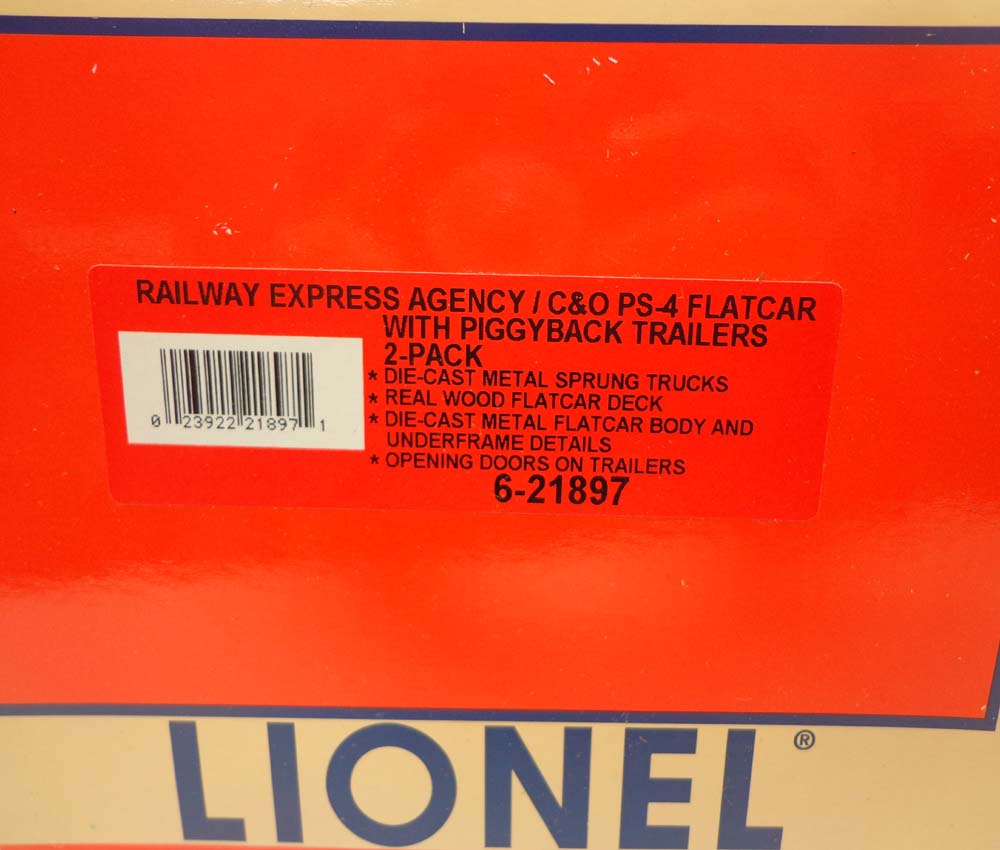 RAILWAY EXPRESS AGENCY / C&O PS-4 FLATCAR
WITH PIGGYBACK TRAILERS
2-PACK
* DIE-CAST METAL SPRUNG TRUCKS
* REAL WOOD FLATCAR DECK
* DIE-CAST METAL FLATCAR BODY AND
UNDERFRAME DETAILS
* OPENING DOORS ON TRAILERS
6-21897
0 23922 21897 1
LIONEL®